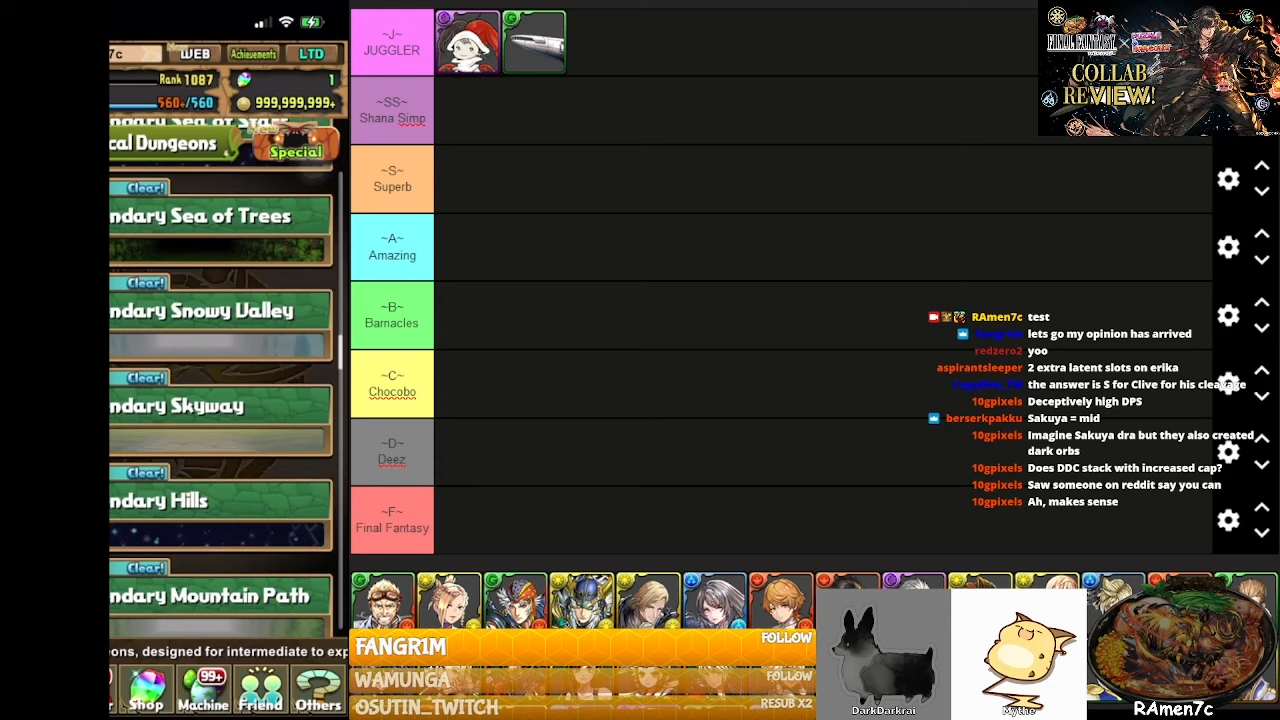 7c
WEB
Achievements
LTD
Rank 1087
1
560+/560
999,999,999+
cal Dungeons
New
Special
Clear!
ndary Sea of Trees
Clear!
ndary Snowy Valley
Clear!
ndary Skyway
Clear!
ndary Hills
Clear!
ndary Mountain Path
ons, designed for intermediate to exp
Shop
99+
Machine
Friend
Others
~J~
JUGGLER
~SS~
Shana Simp
~S~
Superb
~A~
Amazing
~B~
Barnacles
~C~
Chocobo
~D~
Deez
~F~
Final Fantasy
FINAL FANTASY
COLLAB
REVIEW!
RAmen7c test
lets go my opinion has arrived
redzero2 yoo
aspirantsleeper 2 extra latent slots on erika
the answer is S for Clive for his cleavage
10gpixels Deceptively high DPS
berserkpakku Sakuya = mid
10gpixels Imagine Sakuya dra but they also created
dark orbs
10gpixels Does DDC stack with increased cap?
10gpixels Saw someone on reddit say you can
10gpixels Ah, makes sense
FANGR1M
FOLLOW
WAMUNGA
FOLLOW
OSUTIN_TWITCH
RESUB X2
DarkDarkrai
Mythe
RAmen7c